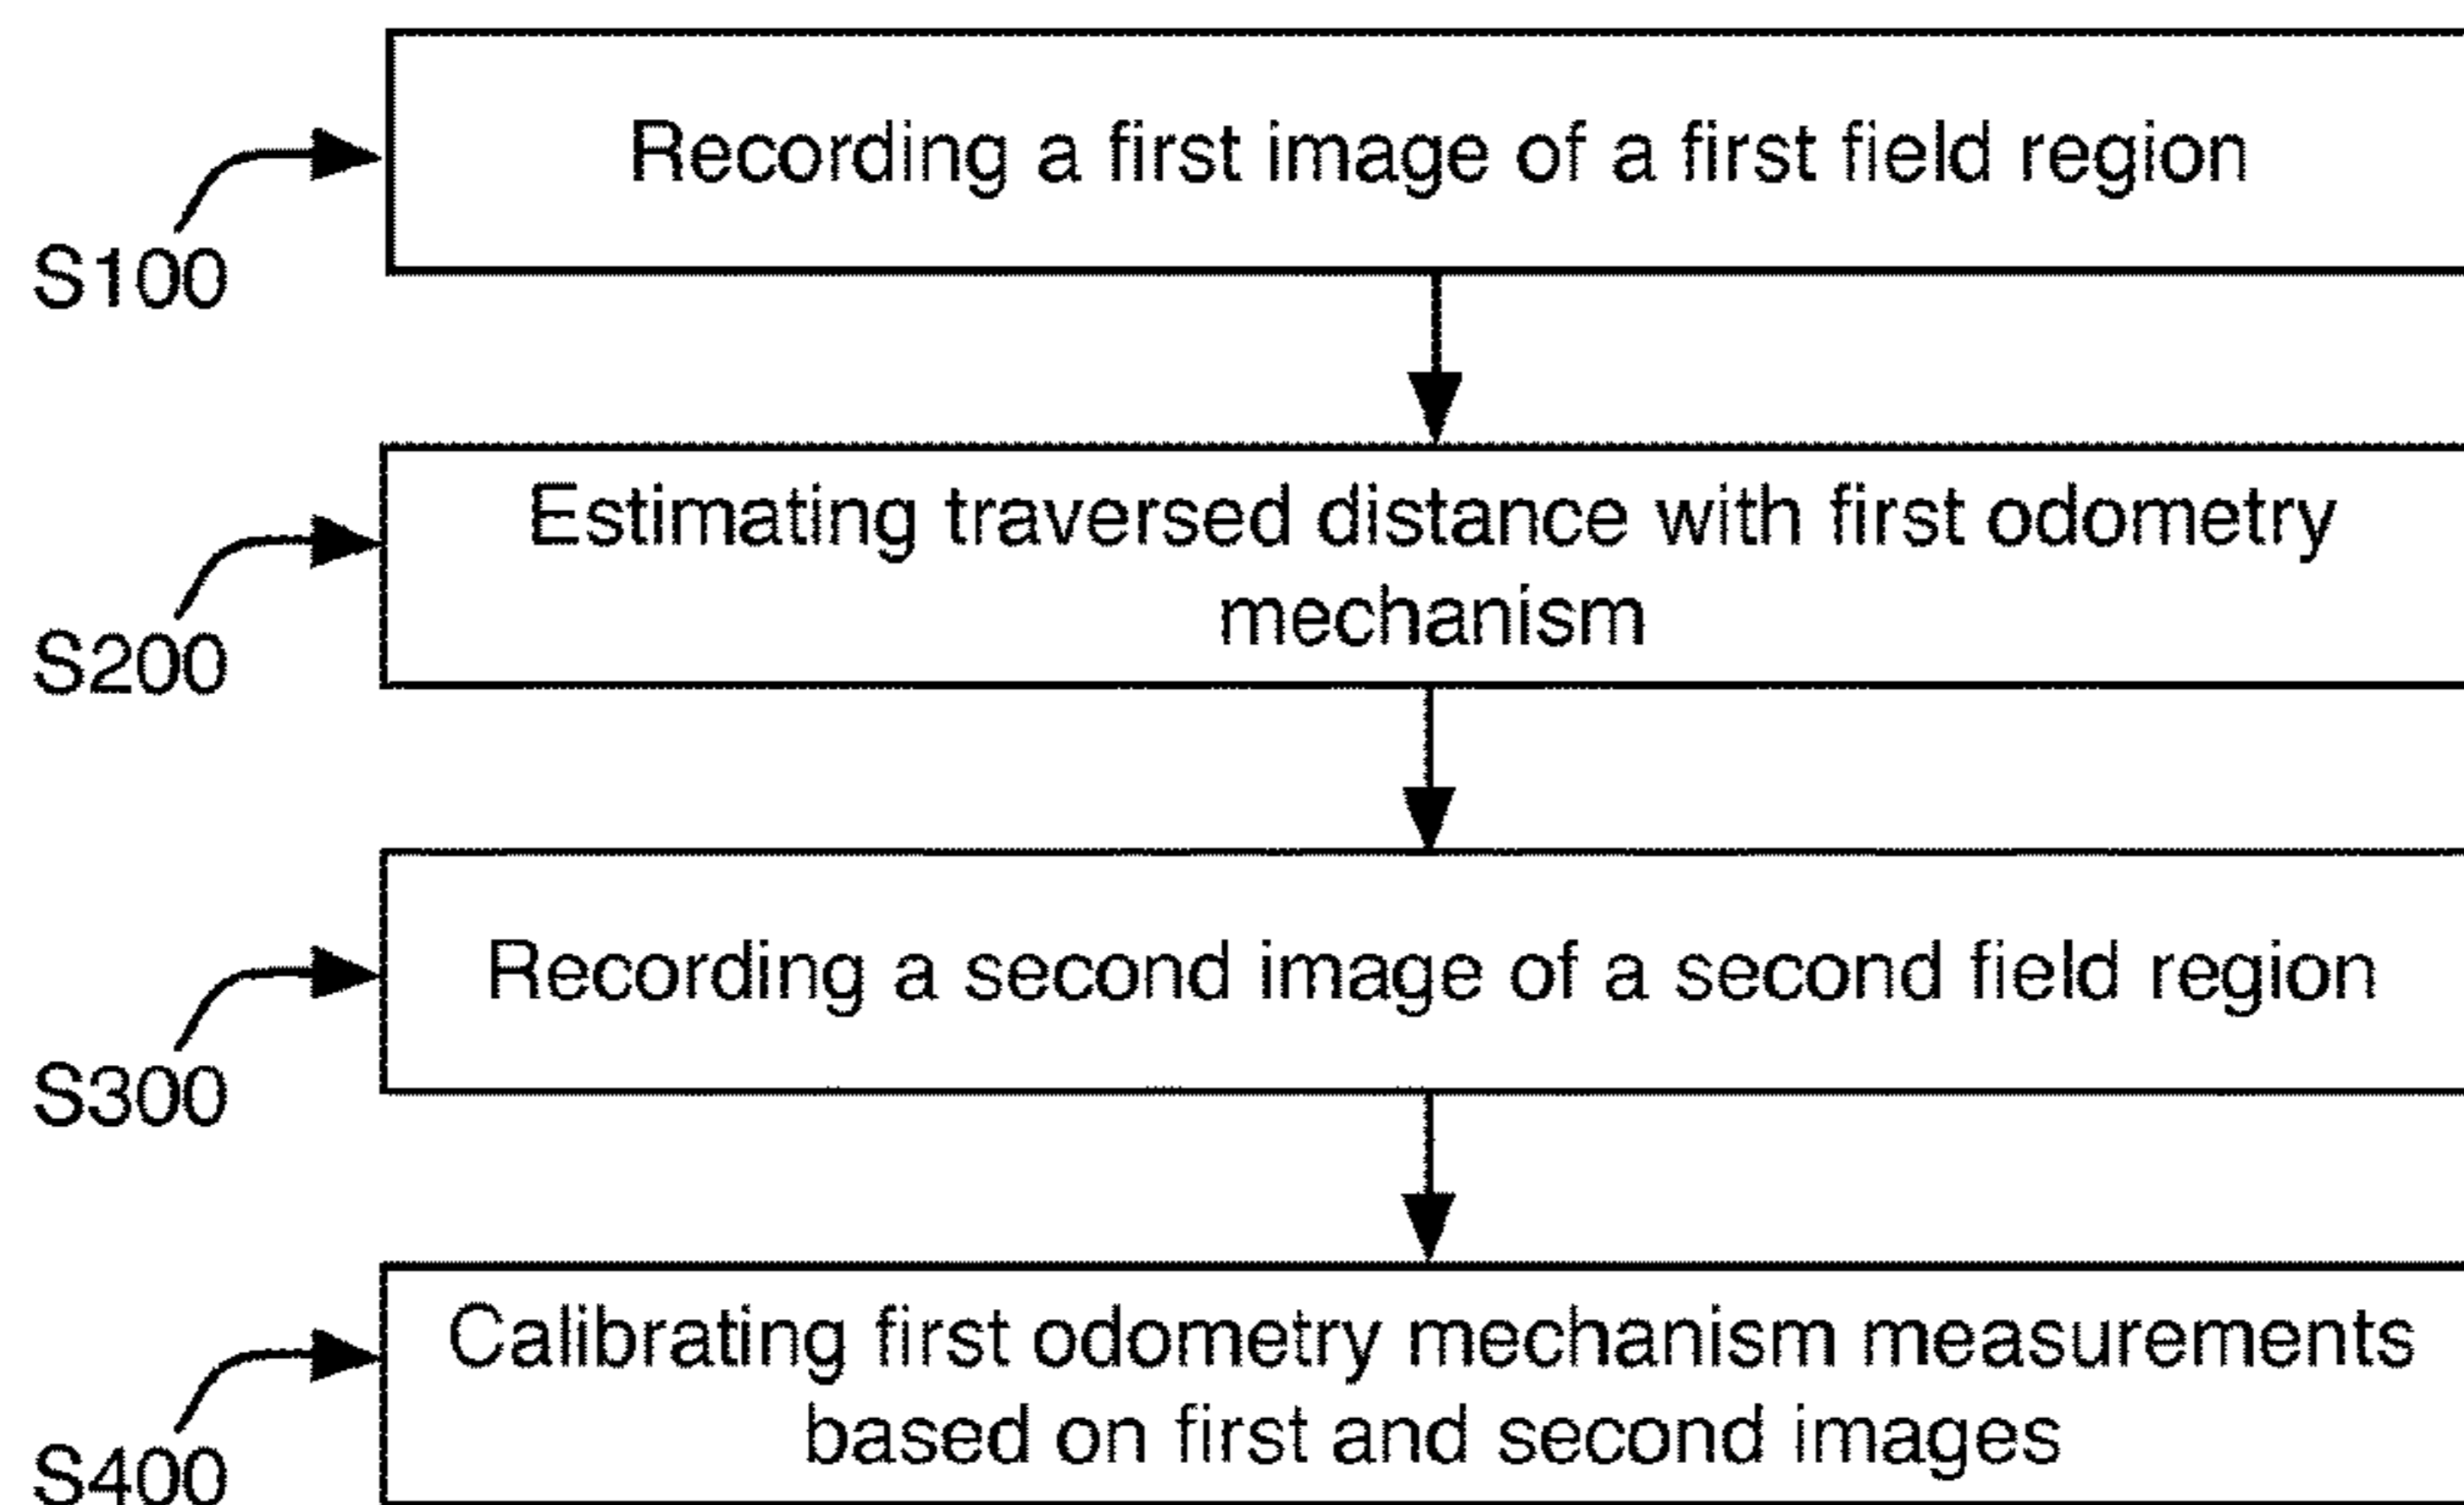 Recording a first image of a first field region
S100
Estimating traversed distance with first odometry
mechanism
S200
Recording a second image of a second field region
S300
Calibrating first odometry mechanism measurements
based on first and second images
S400